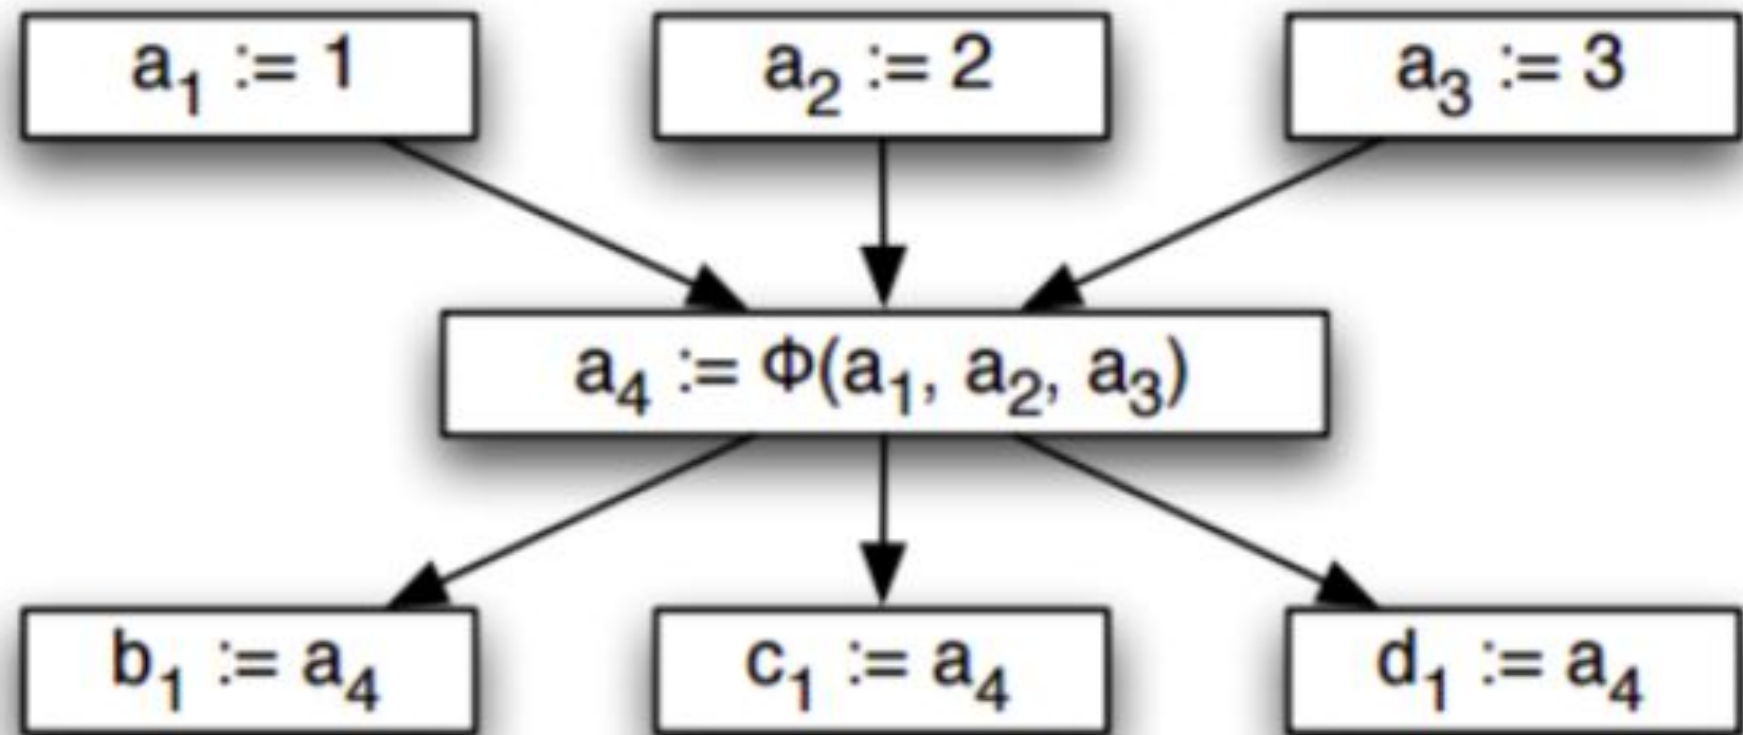 a₁ := 1
a₂ := 2
a₃ := 3
a₄ := Φ(a₁, a₂, a₃)
b₁ := a₄
c₁ := a₄
d₁ := a₄